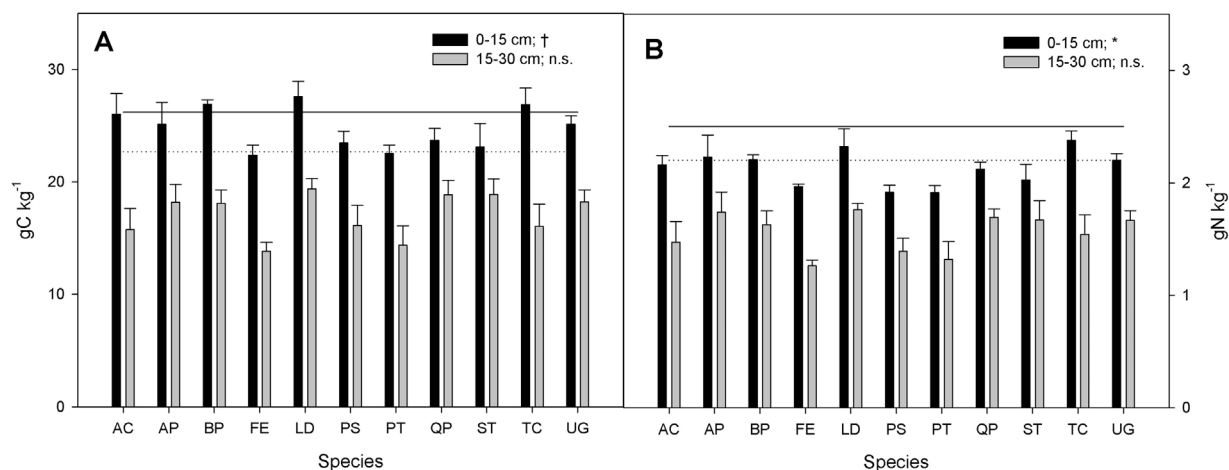 A
0-15 cm; †
15-30 cm; n.s.
30
20
10
0
gC kg⁻¹
AC AP BP FE LD PS PT QP ST TC UG
Species
B
0-15 cm; *
15-30 cm; n.s.
3
2
1
0
gN kg⁻¹
AC AP BP FE LD PS PT QP ST TC UG
Species